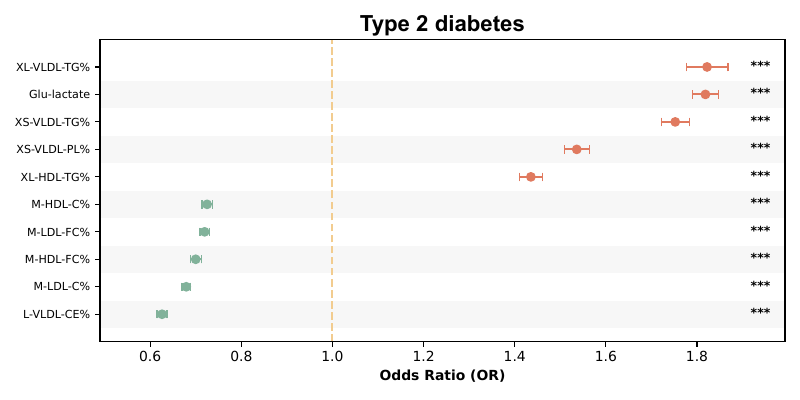 Type 2 diabetes
XL-VLDL-TG% ***
Glu-lactate ***
XS-VLDL-TG% ***
XS-VLDL-PL% ***
XL-HDL-TG% ***
M-HDL-C% ***
M-LDL-FC% ***
M-HDL-FC% ***
M-LDL-C% ***
L-VLDL-CE% ***
0.6 0.8 1.0 1.2 1.4 1.6 1.8
Odds Ratio (OR)